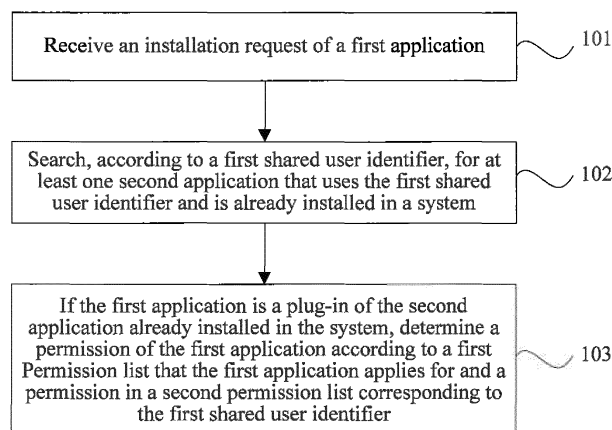 Receive an installation request of a first application
101
Search, according to a first shared user identifier, for at
least one second application that uses the first shared
user identifier and is already installed in a system
102
If the first application is a plug-in of the second
application already installed in the system, determine a
permission of the first application according to a first
Permission list that the first application applies for and a
permission in a second permission list corresponding to
the first shared user identifier
103